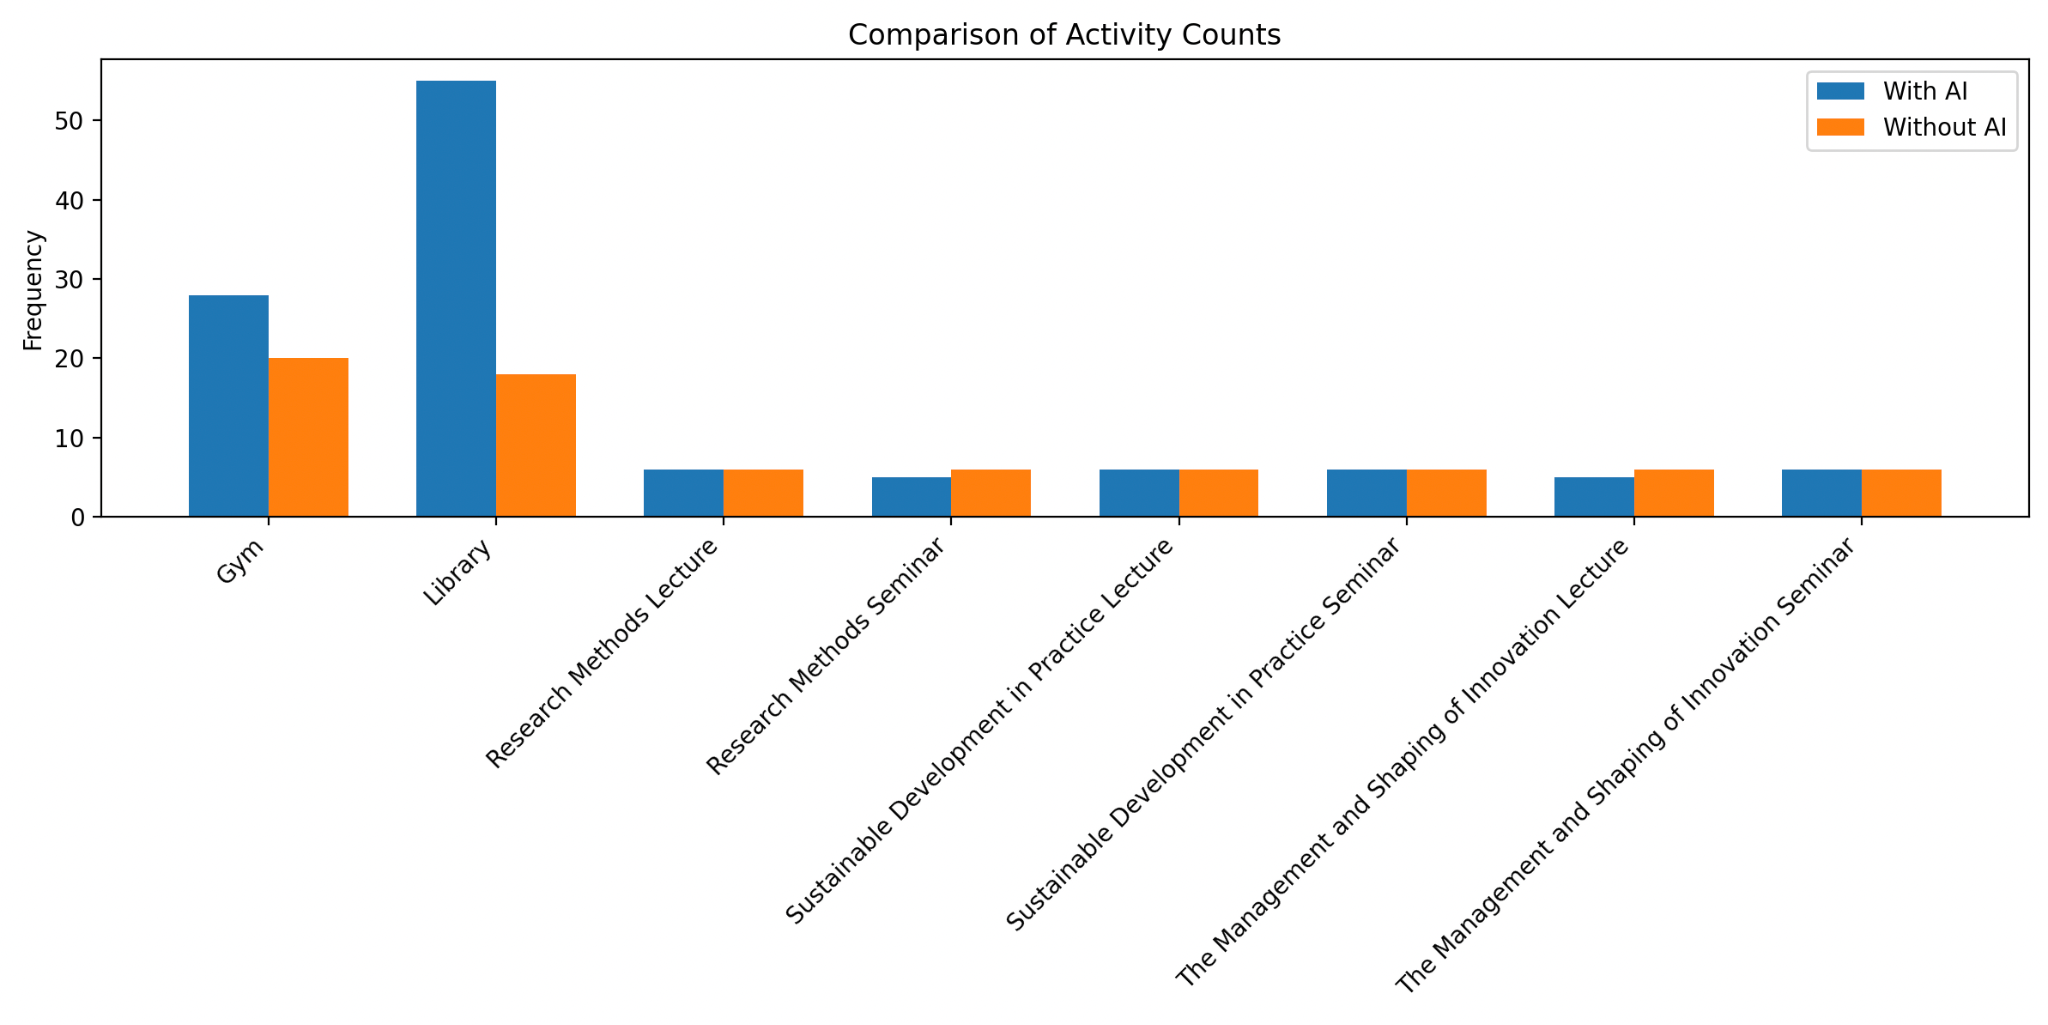 Comparison of Activity Counts
With AI
Without AI
Frequency
50
40
30
20
10
0
Gym
Library
Research Methods Lecture
Research Methods Seminar
Sustainable Development in Practice Lecture
Sustainable Development in Practice Seminar
The Management and Shaping of Innovation Lecture
The Management and Shaping of Innovation Seminar